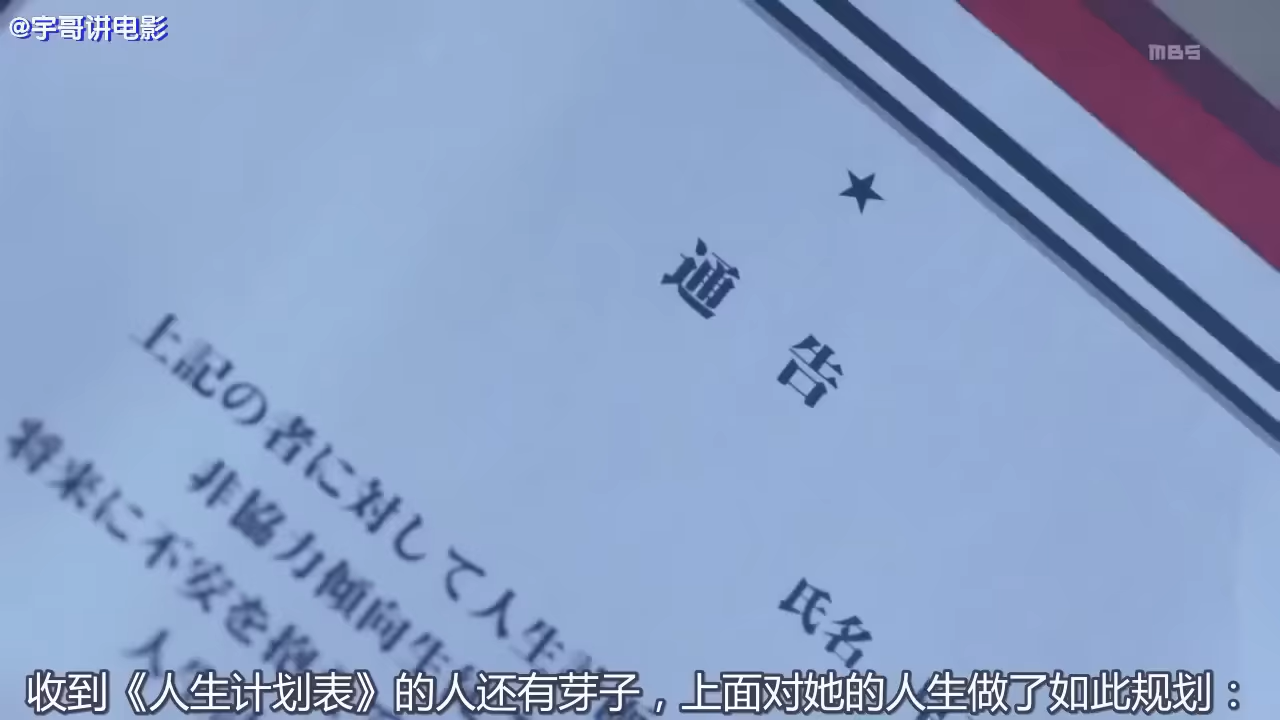 @宇哥讲电影
MBS
★
通告
氏名
上記の者に対して人生
非協力傾向生
将来に不安を抱
人
收到《人生计划表》的人还有芽子，上面对她的人生做了如此规划：